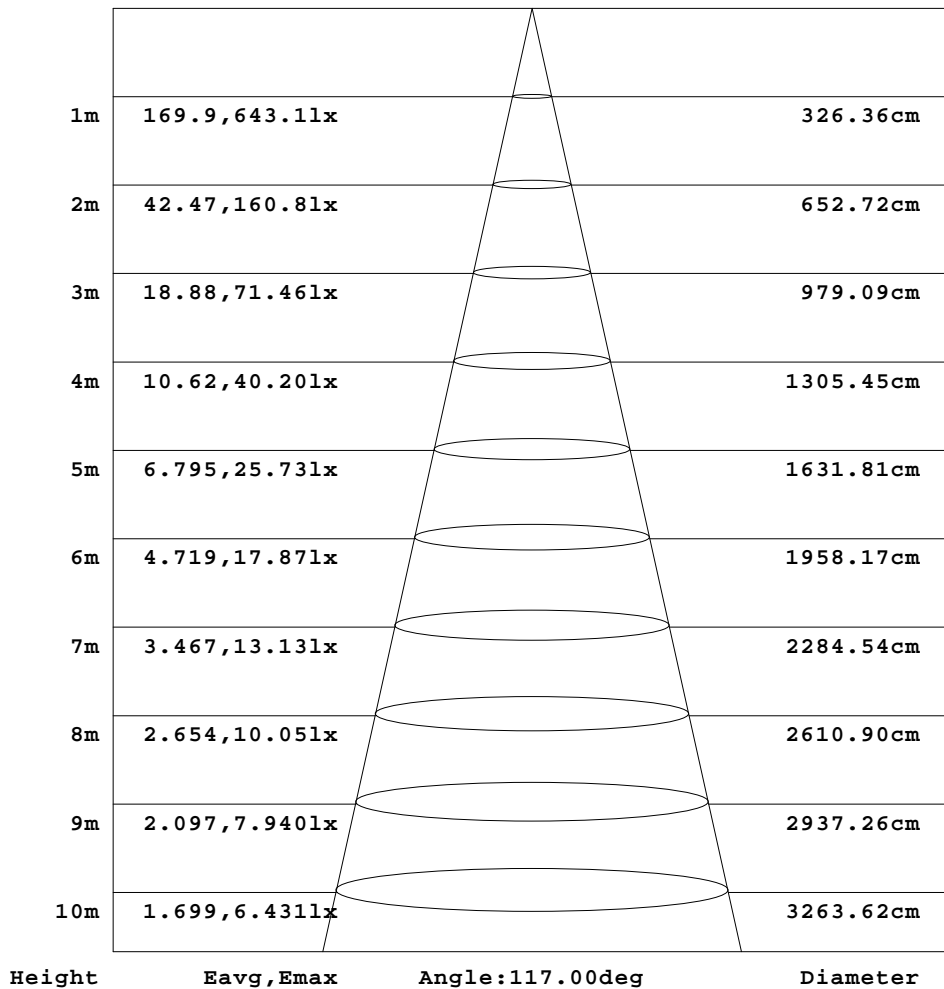 1m 169.9,643.1lx 326.36cm
2m 42.47,160.8lx 652.72cm
3m 18.88,71.46lx 979.09cm
4m 10.62,40.20lx 1305.45cm
5m 6.795,25.73lx 1631.81cm
6m 4.719,17.87lx 1958.17cm
7m 3.467,13.13lx 2284.54cm
8m 2.654,10.05lx 2610.90cm
9m 2.097,7.940lx 2937.26cm
10m 1.699,6.431lx 3263.62cm
Height Eavg,Emax Angle:117.00deg Diameter